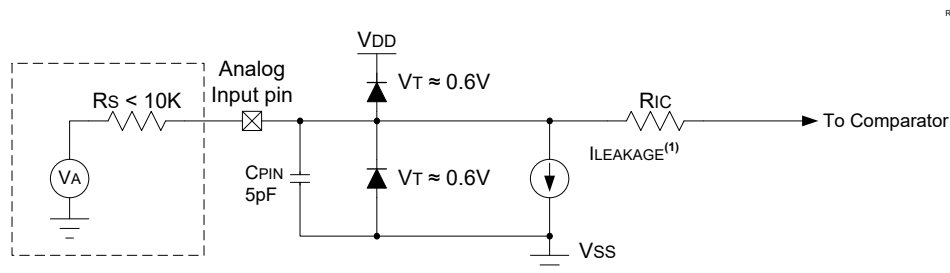 R
VDD
Analog
Input pin
VT ≈ 0.6V
RS < 10K
RIC
To Comparator
ILEAKAGE(1)
VA
CPIN
5pF
VT ≈ 0.6V
VSS